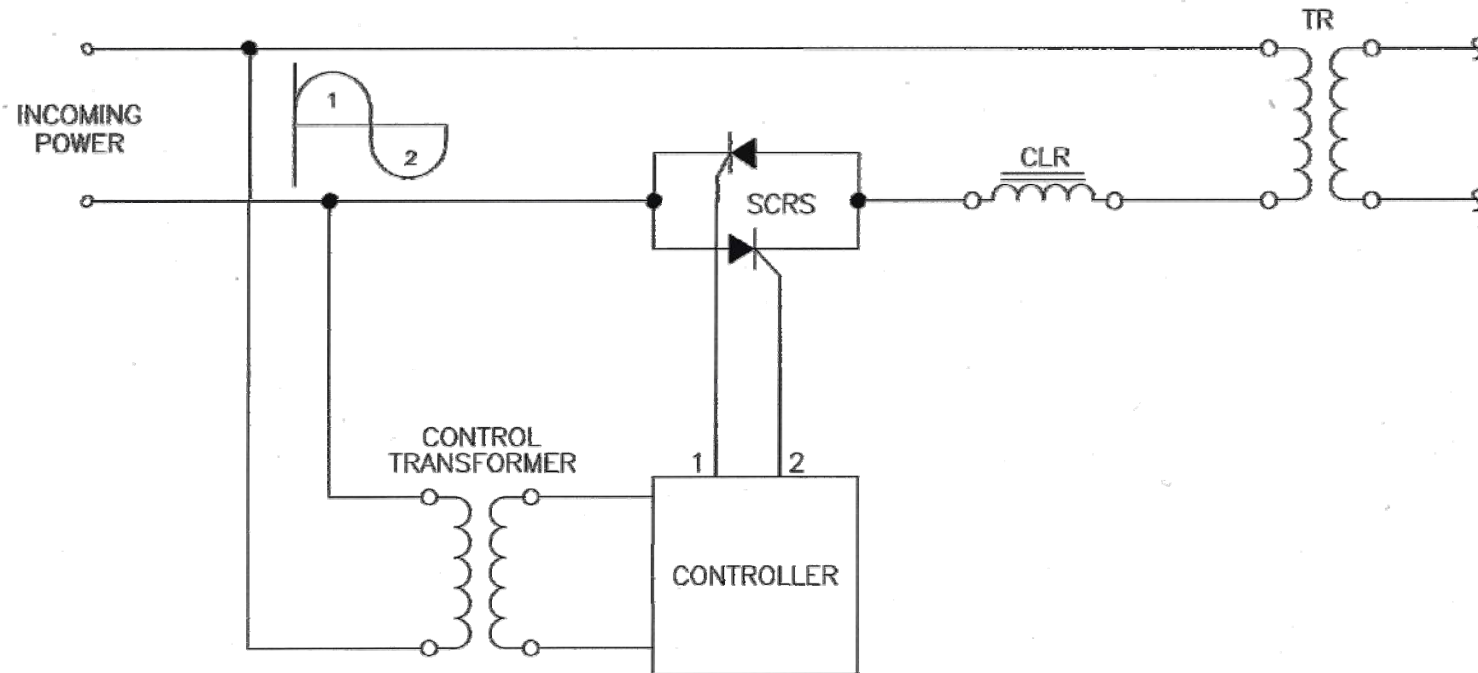 TR
INCOMING
POWER
1
2
CLR
SCRS
CONTROL
TRANSFORMER
1 2
CONTROLLER